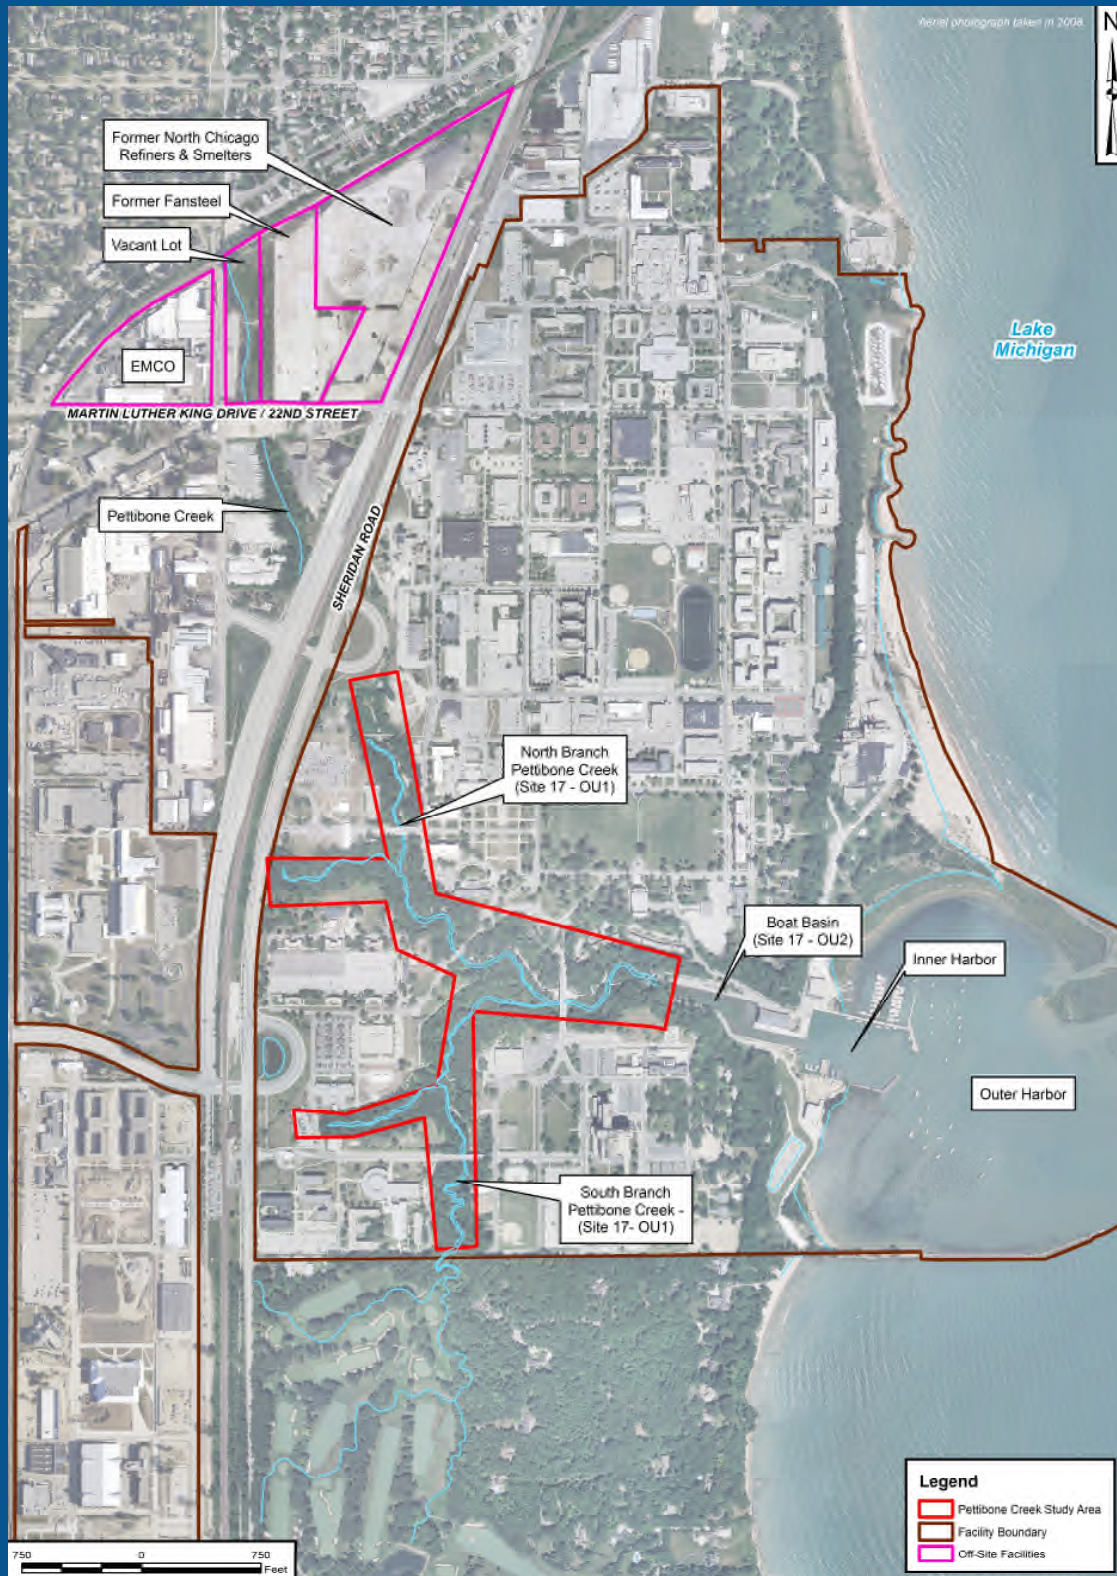 Aerial photograph taken in 2008.
N
Former North Chicago
Refiners & Smelters
Former Fansteel
Vacant Lot
Lake
Michigan
EMCO
MARTIN LUTHER KING DRIVE / 22ND STREET
Pettibone Creek
SHERIDAN ROAD
North Branch
Pettibone Creek
(Site 17 - OU1)
Boat Basin
(Site 17 - OU2)
Inner Harbor
Outer Harbor
South Branch
Pettibone Creek -
(Site 17- OU1)
Legend
Pettibone Creek Study Area
Facility Boundary
Off-Site Facilities
750 0 750
Feet